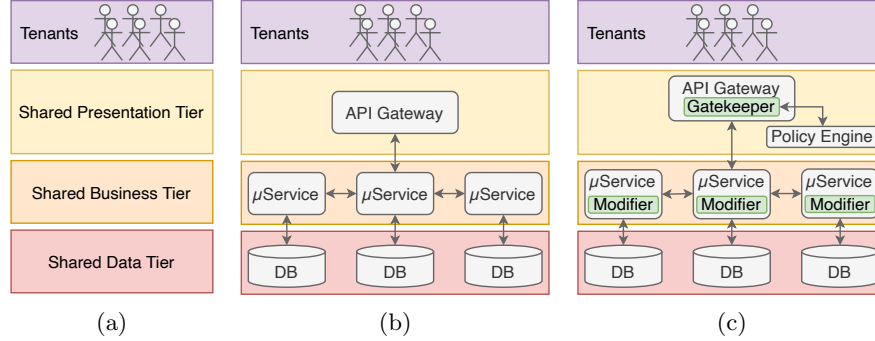 Tenants
Shared Presentation Tier
Shared Business Tier
Shared Data Tier
(a)
Tenants
API Gateway
μService
μService
μService
DB
DB
DB
(b)
Tenants
API Gateway
Gatekeeper
Policy Engine
μService
Modifier
μService
Modifier
μService
Modifier
DB
DB
DB
(c)